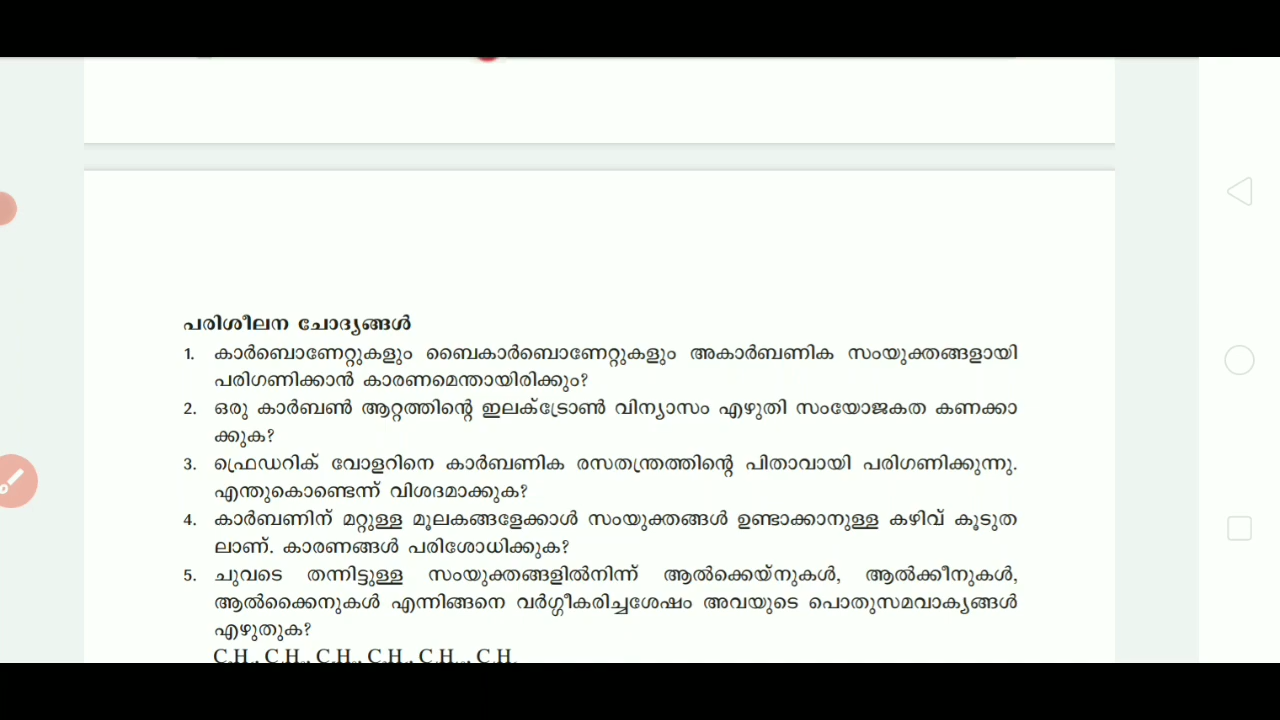 പരിശീലന ചോദ്യങ്ങൾ
1. കാർബൊണേറ്റുകളും ബൈകാർബൊണേറ്റുകളും അകാർബണിക സംയുക്തങ്ങളായി
പരിഗണിക്കാൻ കാരണമെന്തായിരിക്കും?
2. ഒരു കാർബൺ ആറ്റത്തിന്റെ ഇലക്ട്രോൺ വിന്യാസം എഴുതി സംയോജകത കണക്കാ
ക്കുക?
3. ഫ്രെഡറിക് വോളറിനെ കാർബണിക രസതന്ത്രത്തിന്റെ പിതാവായി പരിഗണിക്കുന്നു.
എന്തുകൊണ്ടെന്ന് വിശദമാക്കുക?
4. കാർബണിന് മറ്റുള്ള മൂലകങ്ങളേക്കാൾ സംയുക്തങ്ങൾ ഉണ്ടാക്കാനുള്ള കഴിവ് കൂടുത
ലാണ്. കാരണങ്ങൾ പരിശോധിക്കുക?
5. ചുവടെ തന്നിട്ടുള്ള സംയുക്തങ്ങളിൽനിന്ന് ആൽക്കെയ്നുകൾ, ആൽക്കീനുകൾ,
ആൽക്കൈനുകൾ എന്നിങ്ങനെ വർഗ്ഗീകരിച്ചശേഷം അവയുടെ പൊതുസമവാക്യങ്ങൾ
എഴുതുക?